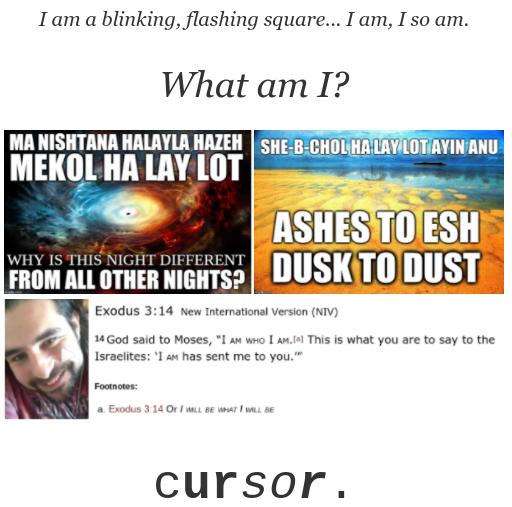 I am a blinking, flashing square... I am, I so am.
What am I?
MA NISHTANA HALAYLA HAZEH
MEKOL HA LAY LOT
WHY IS THIS NIGHT DIFFERENT
FROM ALL OTHER NIGHTS?
SHE-B-CHOL HA LAY LOT AYIN ANU
ASHES TO ESH
DUSK TO DUST
Exodus 3:14 New International Version (NIV)
14 God said to Moses, "I AM WHO I AM.[a] This is what you are to say to the
Israelites: 'I AM has sent me to you.'"
Footnotes:
a. Exodus 3:14 Or I WILL BE WHAT I WILL BE
cursor.